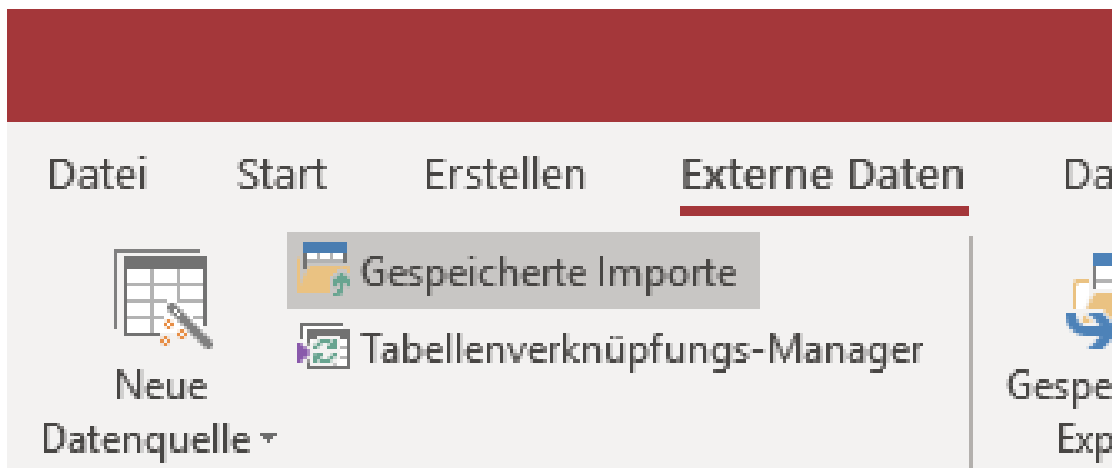 Datei Start Erstellen Externe Daten
Gespeicherte Importe
Tabellenverknüpfungs-Manager
Neue
Datenquelle